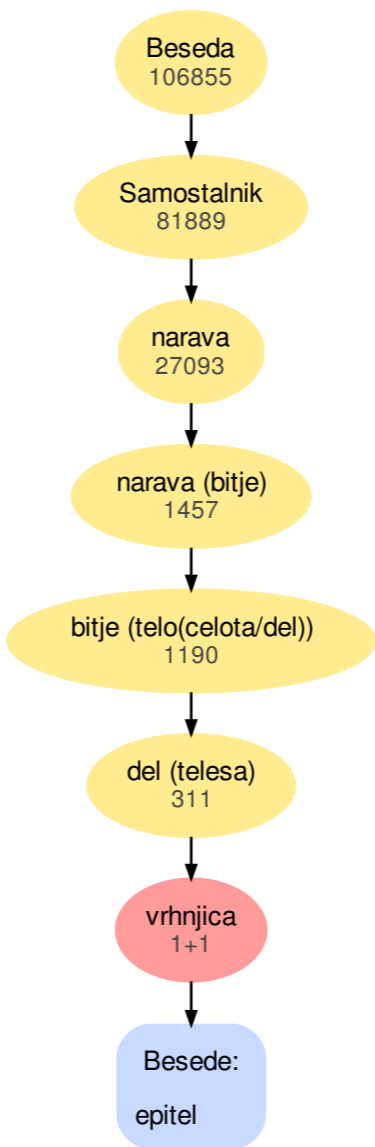 Beseda
106855
Samostalnik
81889
narava
27093
narava (bitje)
1457
bitje (telo(celota/del))
1190
del (telesa)
311
vrhnjica
1+1
Besede:
epitel